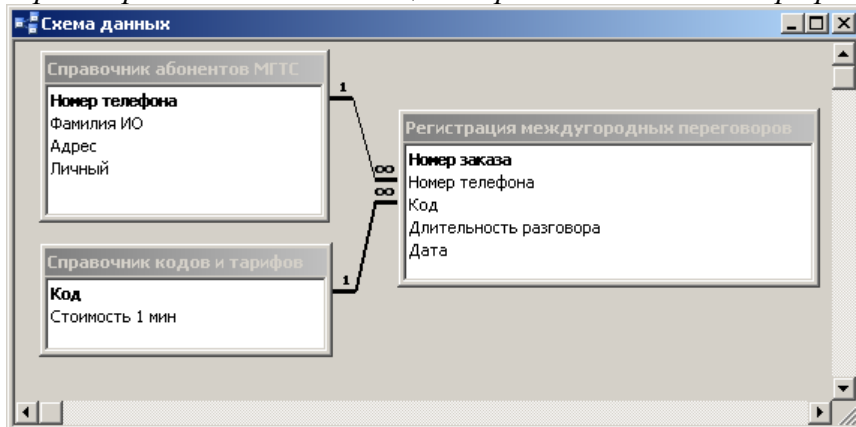 Схема данных
Справочник абонентов МГТС
Номер телефона
Фамилия ИО
Адрес
Личный
1
Регистрация междугородных переговоров
Номер заказа
Номер телефона
Код
Длительность разговора
Дата
∞
∞
Справочник кодов и тарифов
Код
Стоимость 1 мин
1